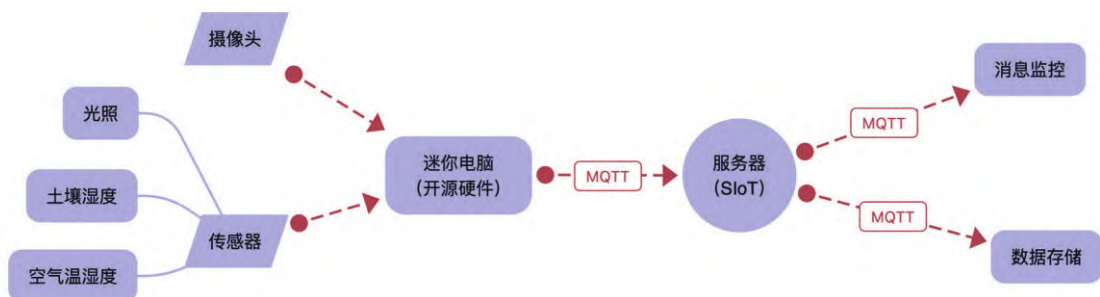 摄像头
光照
土壤湿度
空气温湿度
传感器
迷你电脑
（开源硬件）
MQTT
服务器
（SIoT）
MQTT
消息监控
MQTT
数据存储